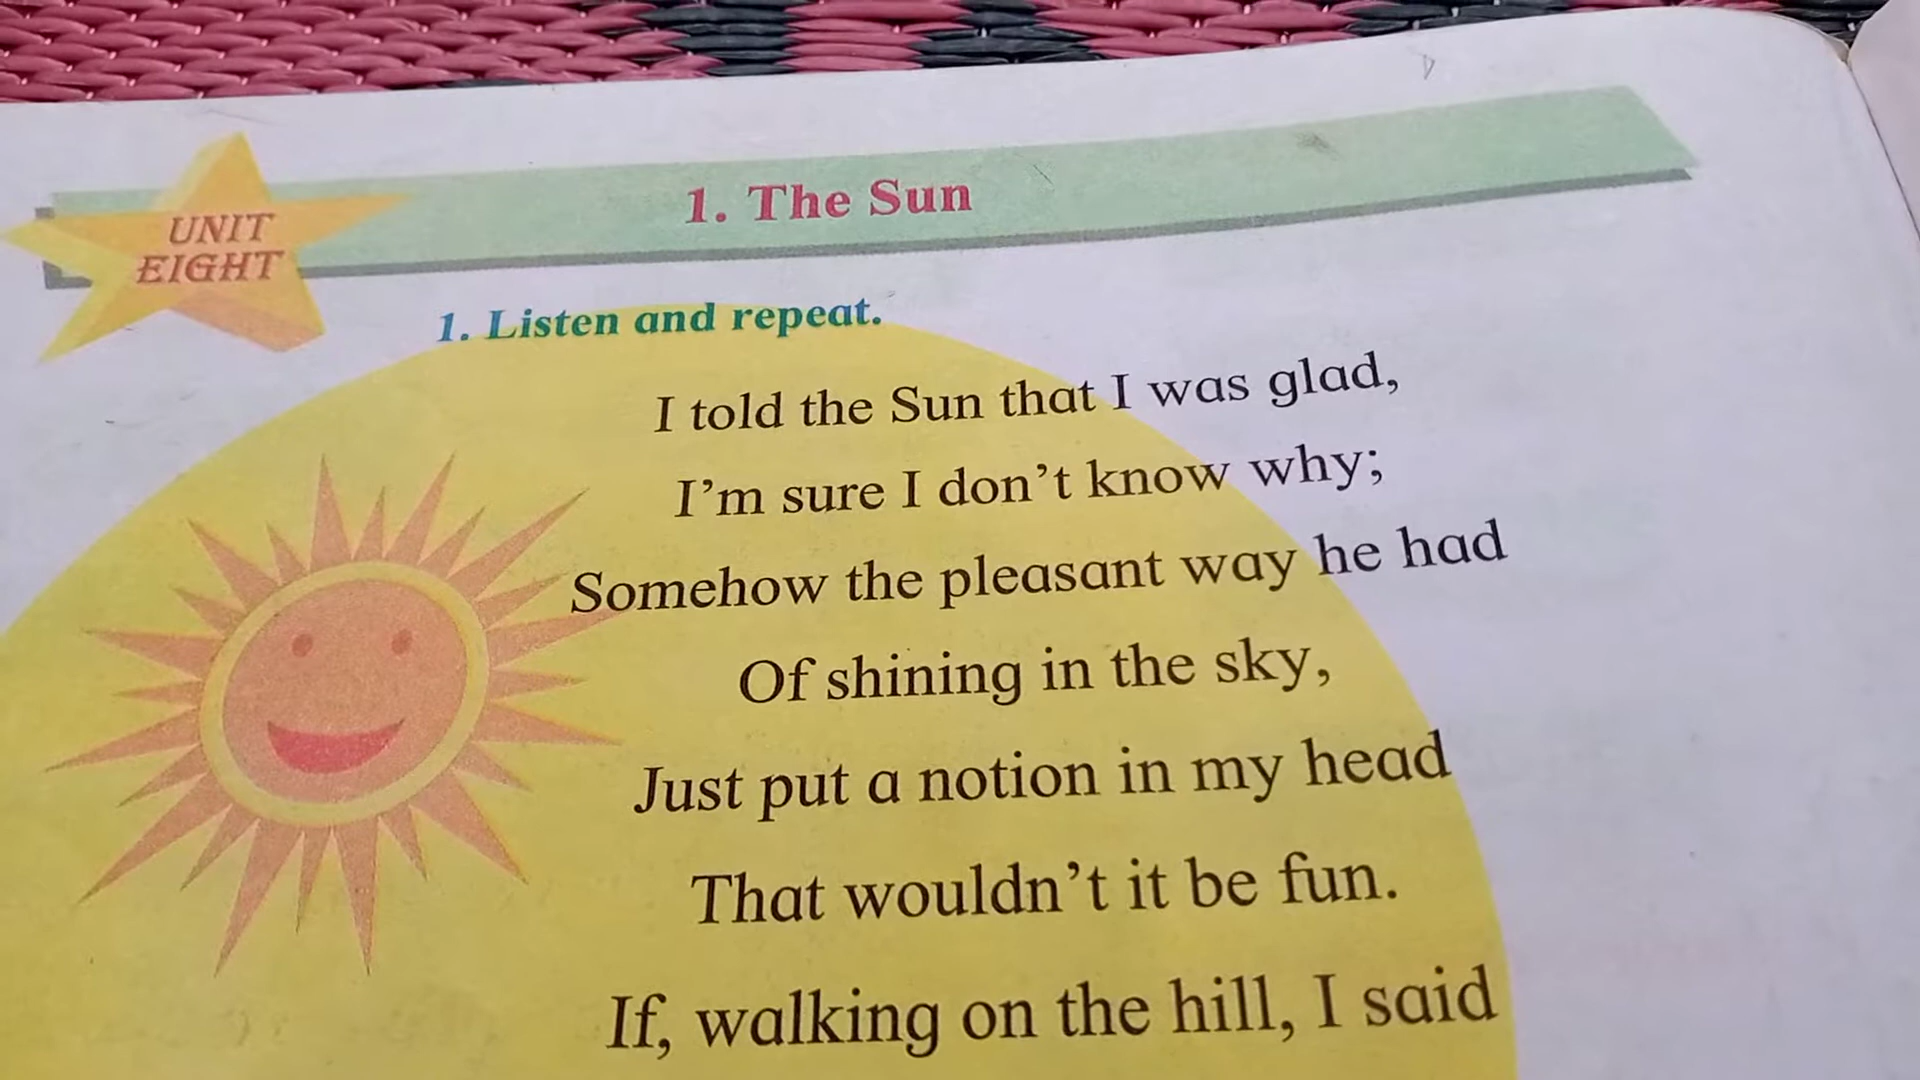 UNIT
EIGHT
1. The Sun
1. Listen and repeat.
I told the Sun that I was glad,
I'm sure I don't know why;
Somehow the pleasant way he had
Of shining in the sky,
Just put a notion in my head
That wouldn't it be fun.
If, walking on the hill, I said